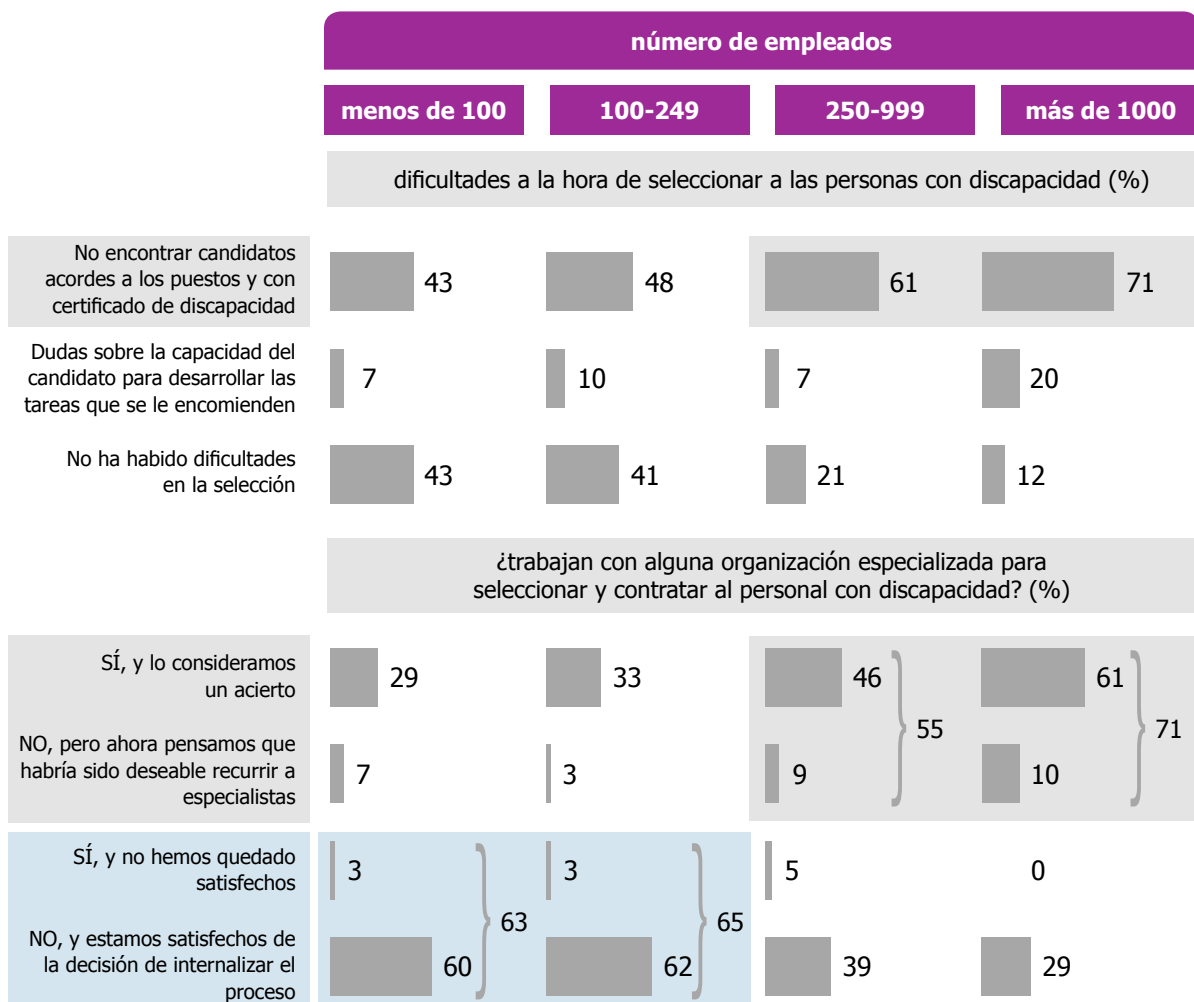 número de empleados
menos de 100
100-249
250-999
más de 1000
dificultades a la hora de seleccionar a las personas con discapacidad (%)
No encontrar candidatos
acordes a los puestos y con
certificado de discapacidad
43
48
61
71
Dudas sobre la capacidad del
candidato para desarrollar las
tareas que se le encomienden
7
10
7
20
No ha habido dificultades
en la selección
43
41
21
12
¿trabajan con alguna organización especializada para
seleccionar y contratar al personal con discapacidad? (%)
SÍ, y lo consideramos
un acierto
29
33
46
61
NO, pero ahora pensamos que
habría sido deseable recurrir a
especialistas
7
3
9
10
55
71
SÍ, y no hemos quedado
satisfechos
3
3
5
0
NO, y estamos satisfechos de
la decisión de internalizar el
proceso
60
62
39
29
63
65